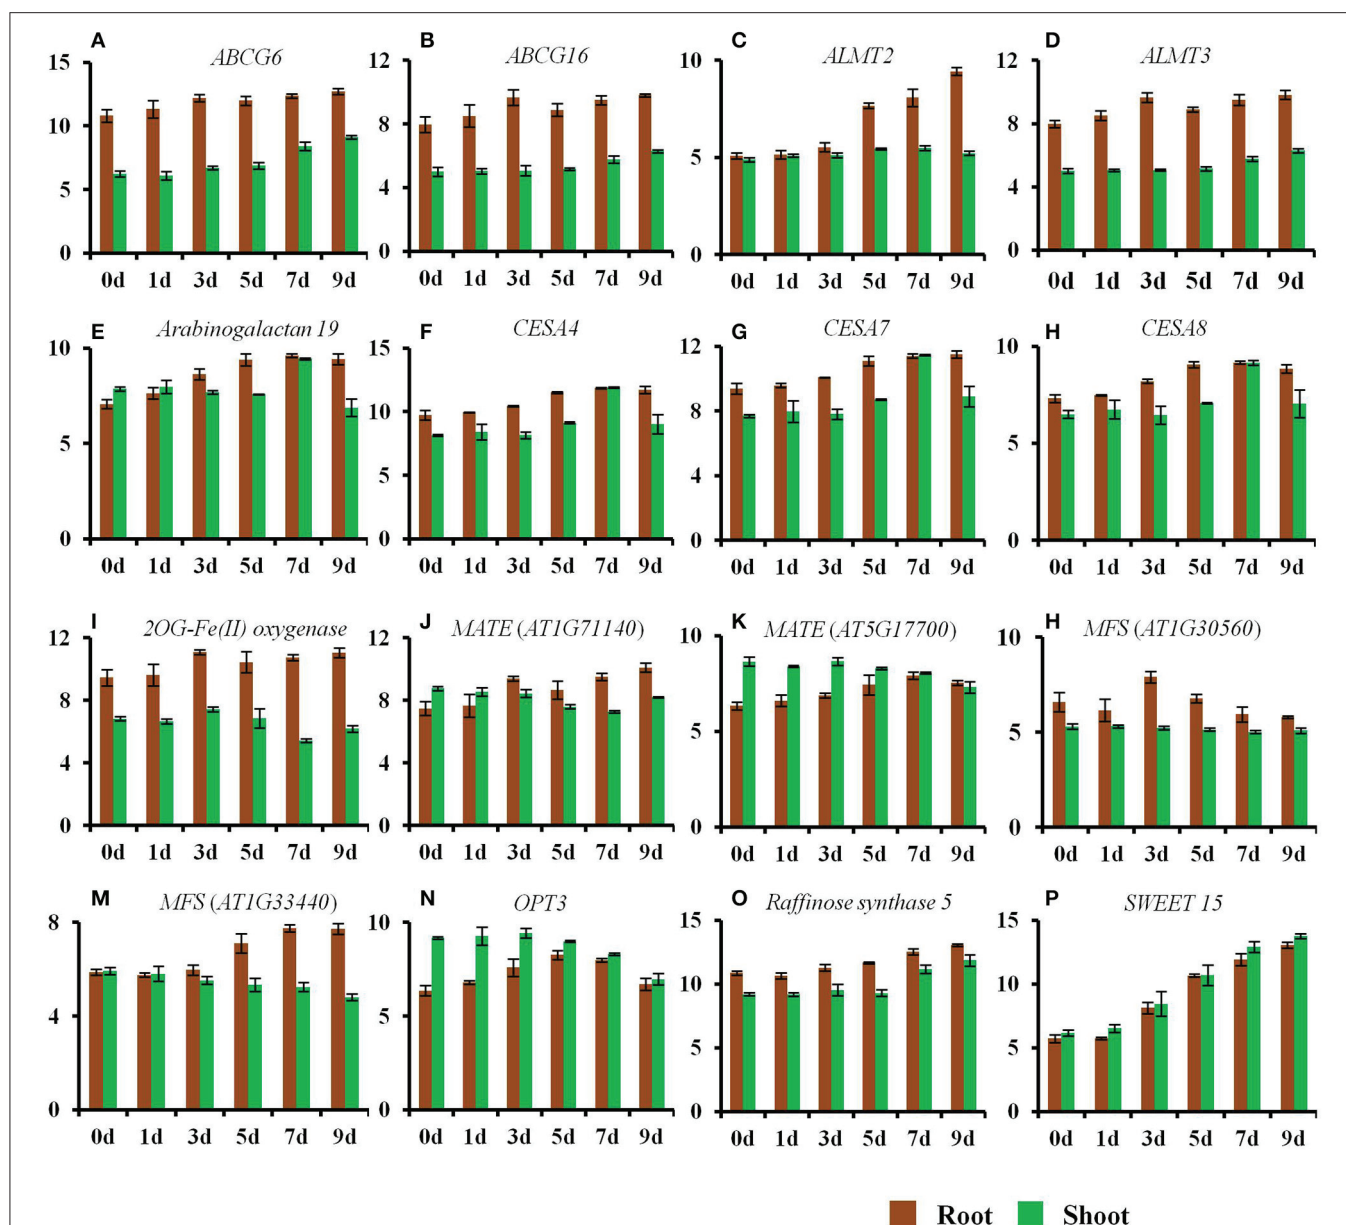 A
ABCG6
15
10
5
0
0d 1d 3d 5d 7d 9d
B
ABCG16
12
8
4
0
0d 1d 3d 5d 7d 9d
C
ALMT2
10
5
0
0d 1d 3d 5d 7d 9d
D
ALMT3
12
8
4
0
0d 1d 3d 5d 7d 9d
E
Arabinogalactan 19
10
5
0
0d 1d 3d 5d 7d 9d
F
CESA4
15
10
5
0
0d 1d 3d 5d 7d 9d
G
CESA7
12
8
4
0
0d 1d 3d 5d 7d 9d
H
CESA8
10
5
0
0d 1d 3d 5d 7d 9d
I
2OG-Fe(II) oxygenase
12
8
4
0
0d 1d 3d 5d 7d 9d
J
MATE (AT1G71140)
12
8
4
0
0d 1d 3d 5d 7d 9d
K
MATE (AT5G17700)
10
5
0
0d 1d 3d 5d 7d 9d
H
MFS (AT1G30560)
10
5
0
0d 1d 3d 5d 7d 9d
M
MFS (AT1G33440)
8
4
0
0d 1d 3d 5d 7d 9d
N
OPT3
10
5
0
0d 1d 3d 5d 7d 9d
O
Raffinose synthase 5
15
10
5
0
0d 1d 3d 5d 7d 9d
P
SWEET 15
15
10
5
0
0d 1d 3d 5d 7d 9d
Root Shoot